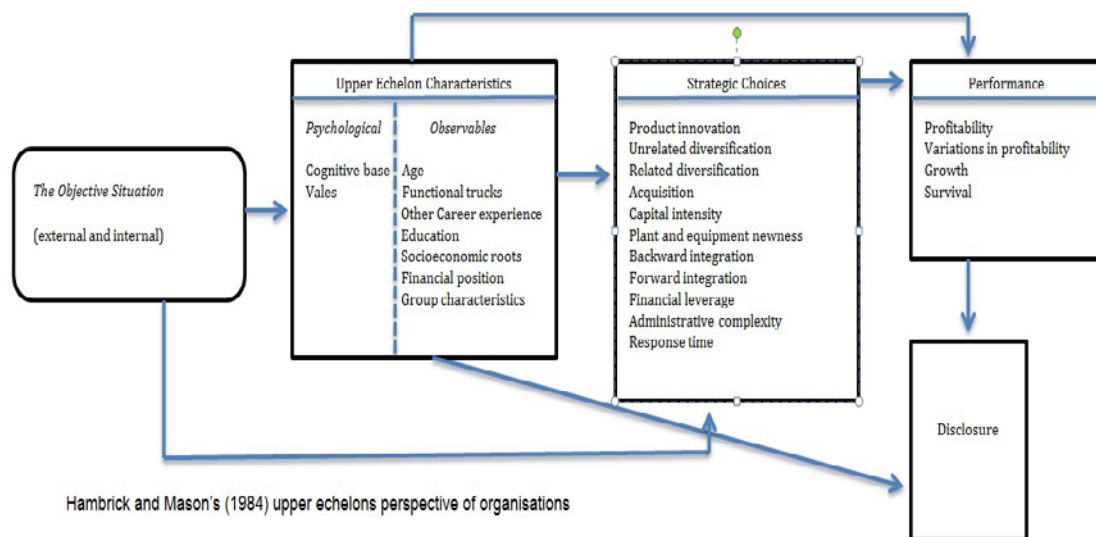 The Objective Situation
(external and internal)
Upper Echelon Characteristics
Psychological
Cognitive base
Vales
Observables
Age
Functional trucks
Other Career experience
Education
Socioeconomic roots
Financial position
Group characteristics
Strategic Choices
Product innovation
Unrelated diversification
Related diversification
Acquisition
Capital intensity
Plant and equipment newness
Backward integration
Forward integration
Financial leverage
Administrative complexity
Response time
Performance
Profitability
Variations in profitability
Growth
Survival
Disclosure
Hambrick and Mason's (1984) upper echelons perspective of organisations